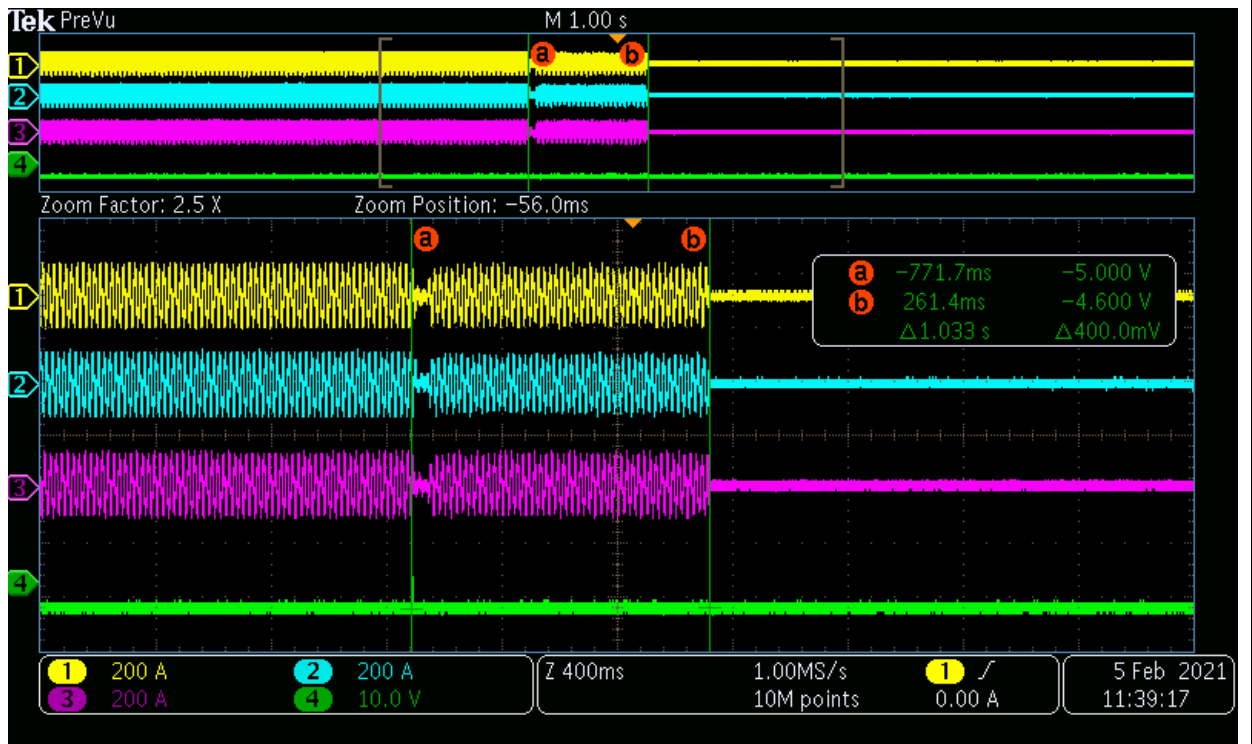 Tek PreVu M 1.00 s
a b
1
2
3
4
Zoom Factor: 2.5 X Zoom Position: −56.0ms
a b
1
2
3
4
a −771.7ms −5.000 V
b 261.4ms −4.600 V
△1.033 s △400.0mV
1 200 A 2 200 A Z 400ms 1.00MS/s 1 5 Feb 2021
3 200 A 4 10.0 V 10M points 0.00 A 11:39:17